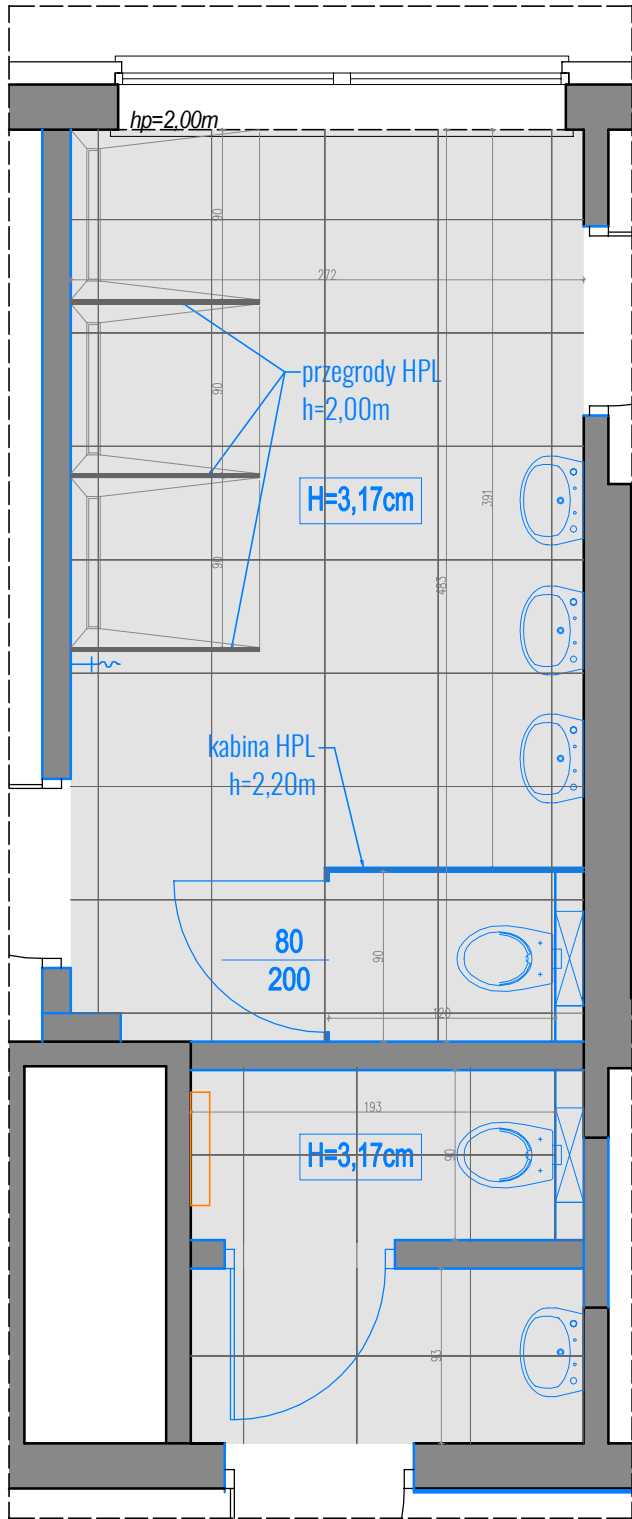 hp=2,00m
90
272
przegrody HPL
h=2,00m
90
H=3,17cm
391
90
483
kabina HPL
h=2,20m
80
200
90
193
H=3,17cm
90
93